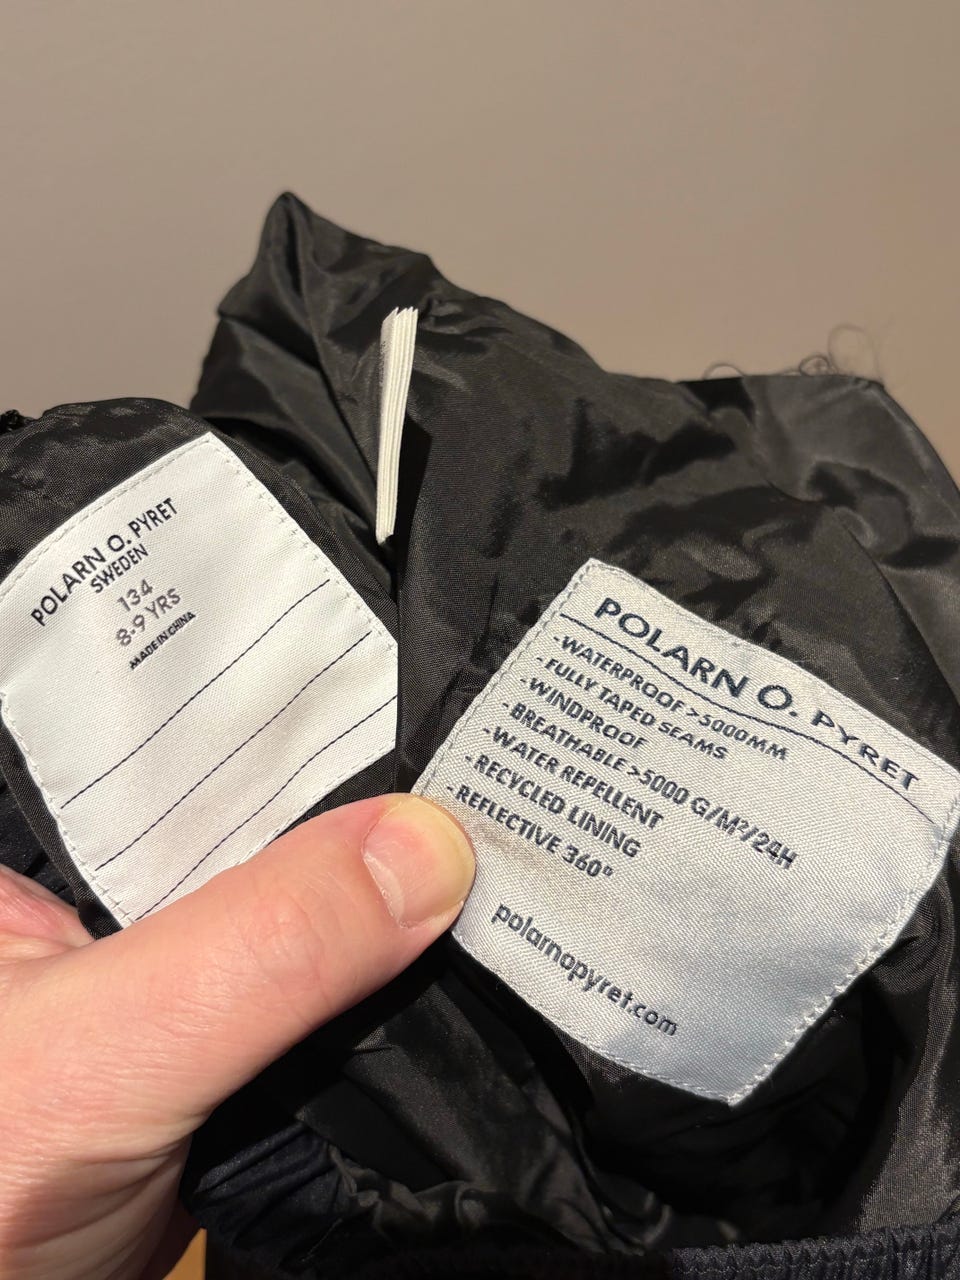 POLARN O. PYRET
SWEDEN
134
8-9 YRS
MADE IN CHINA
POLARN O. PYRET
-WATERPROOF >5000MM
-FULLY TAPED SEAMS
-WINDPROOF
-BREATHABLE >5000 G/M²/24H
-WATER REPELLENT
-RECYCLED LINING
-REFLECTIVE 360°
polarnopyret.com